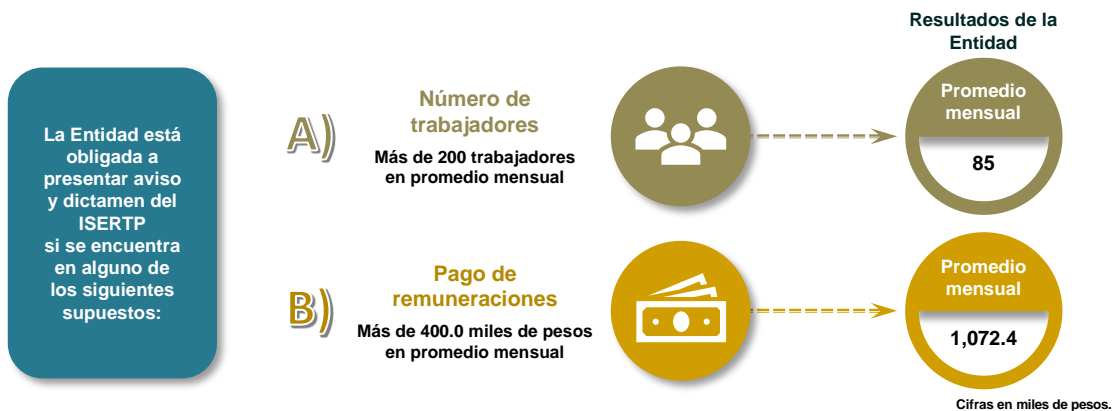 La Entidad está
obligada a
presentar aviso
y dictamen del
ISERTP
si se encuentra
en alguno de
los siguientes
supuestos:
A)
Número de
trabajadores
Más de 200 trabajadores
en promedio mensual
Resultados de la
Entidad
Promedio
mensual
85
B)
Pago de
remuneraciones
Más de 400.0 miles de pesos
en promedio mensual
Promedio
mensual
1,072.4
Cifras en miles de pesos.